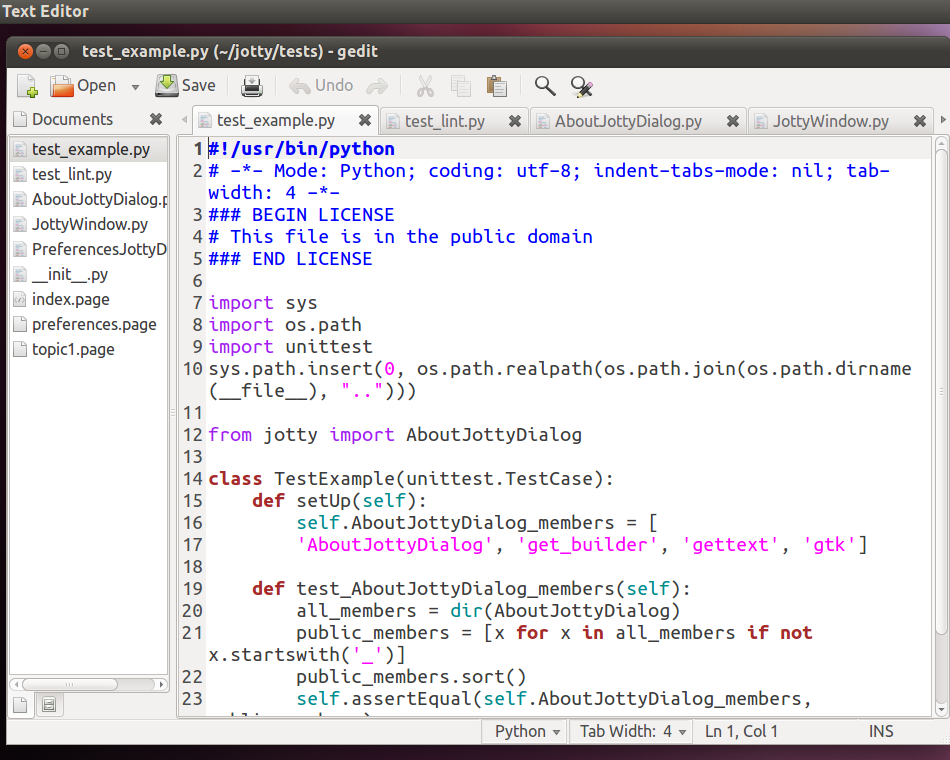 Text Editor
test_example.py (~/jotty/tests) - gedit
Open Save Undo
Documents
test_example.py test_lint.py AboutJottyDialog.py JottyWindow.py
test_example.py
test_lint.py
AboutJottyDialog.p
JottyWindow.py
PreferencesJottyD
__init__.py
index.page
preferences.page
topic1.page
1 #!/usr/bin/python
2 # -*- Mode: Python; coding: utf-8; indent-tabs-mode: nil; tab-
width: 4 -*-
3 ### BEGIN LICENSE
4 # This file is in the public domain
5 ### END LICENSE
6
7 import sys
8 import os.path
9 import unittest
10 sys.path.insert(0, os.path.realpath(os.path.join(os.path.dirname
(__file__), "..")))
11
12 from jotty import AboutJottyDialog
13
14 class TestExample(unittest.TestCase):
15     def setUp(self):
16         self.AboutJottyDialog_members = [
17         'AboutJottyDialog', 'get_builder', 'gettext', 'gtk']
18
19     def test_AboutJottyDialog_members(self):
20         all_members = dir(AboutJottyDialog)
21         public_members = [x for x in all_members if not
x.startswith('_')]
22         public_members.sort()
23         self.assertEqual(self.AboutJottyDialog_members,
Python Tab Width: 4 Ln 1, Col 1 INS